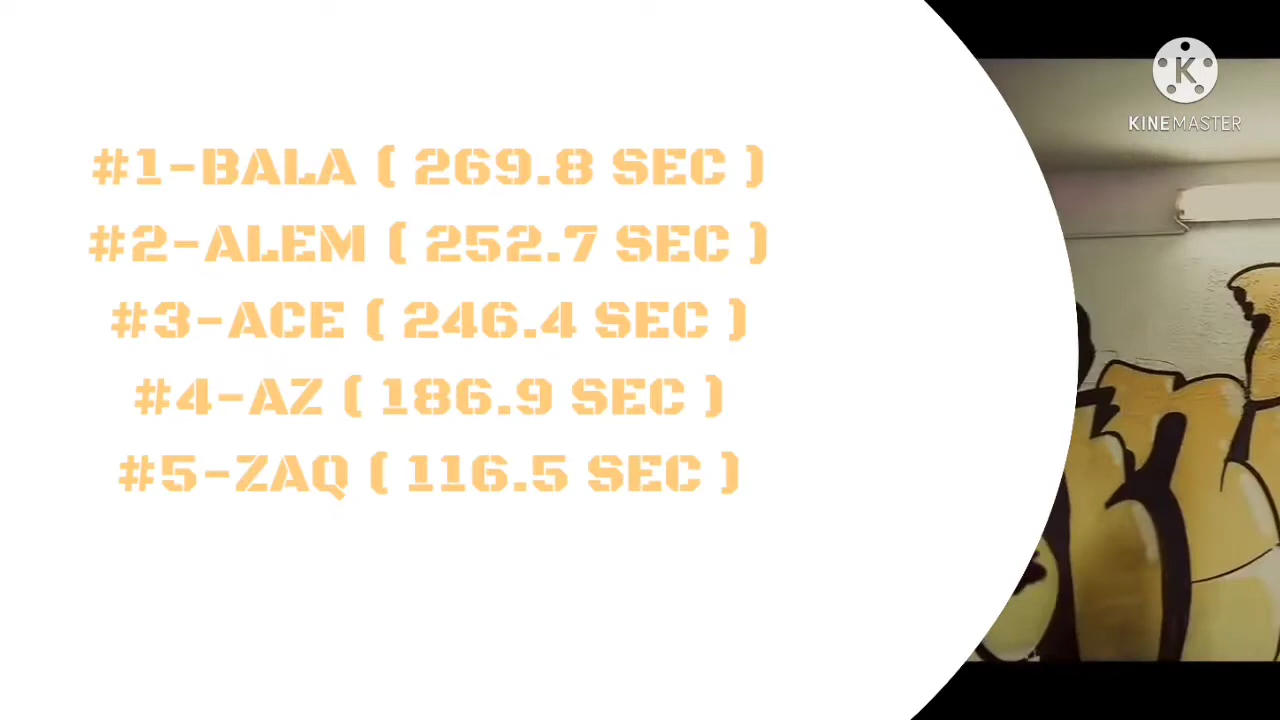 #1-BALA ( 269.8 SEC )
#2-ALEM ( 252.7 SEC )
#3-ACE ( 246.4 SEC )
#4-AZ ( 186.9 SEC )
#5-ZAQ ( 116.5 SEC )
K
KINEMASTER